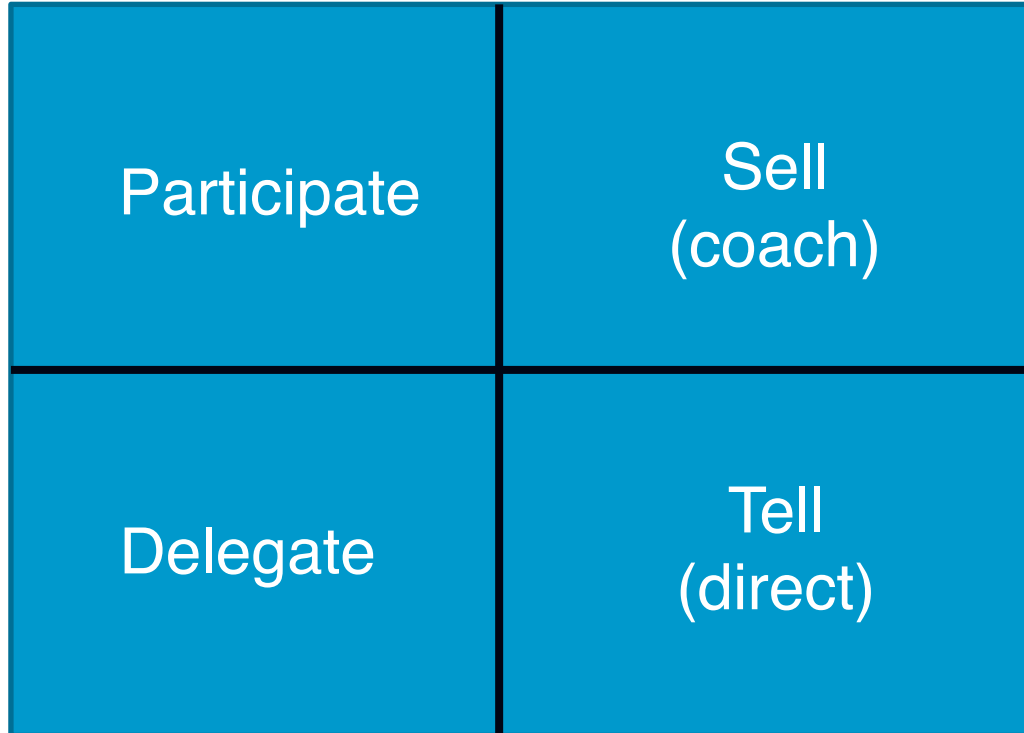 Participate
Sell
(coach)
Delegate
Tell
(direct)